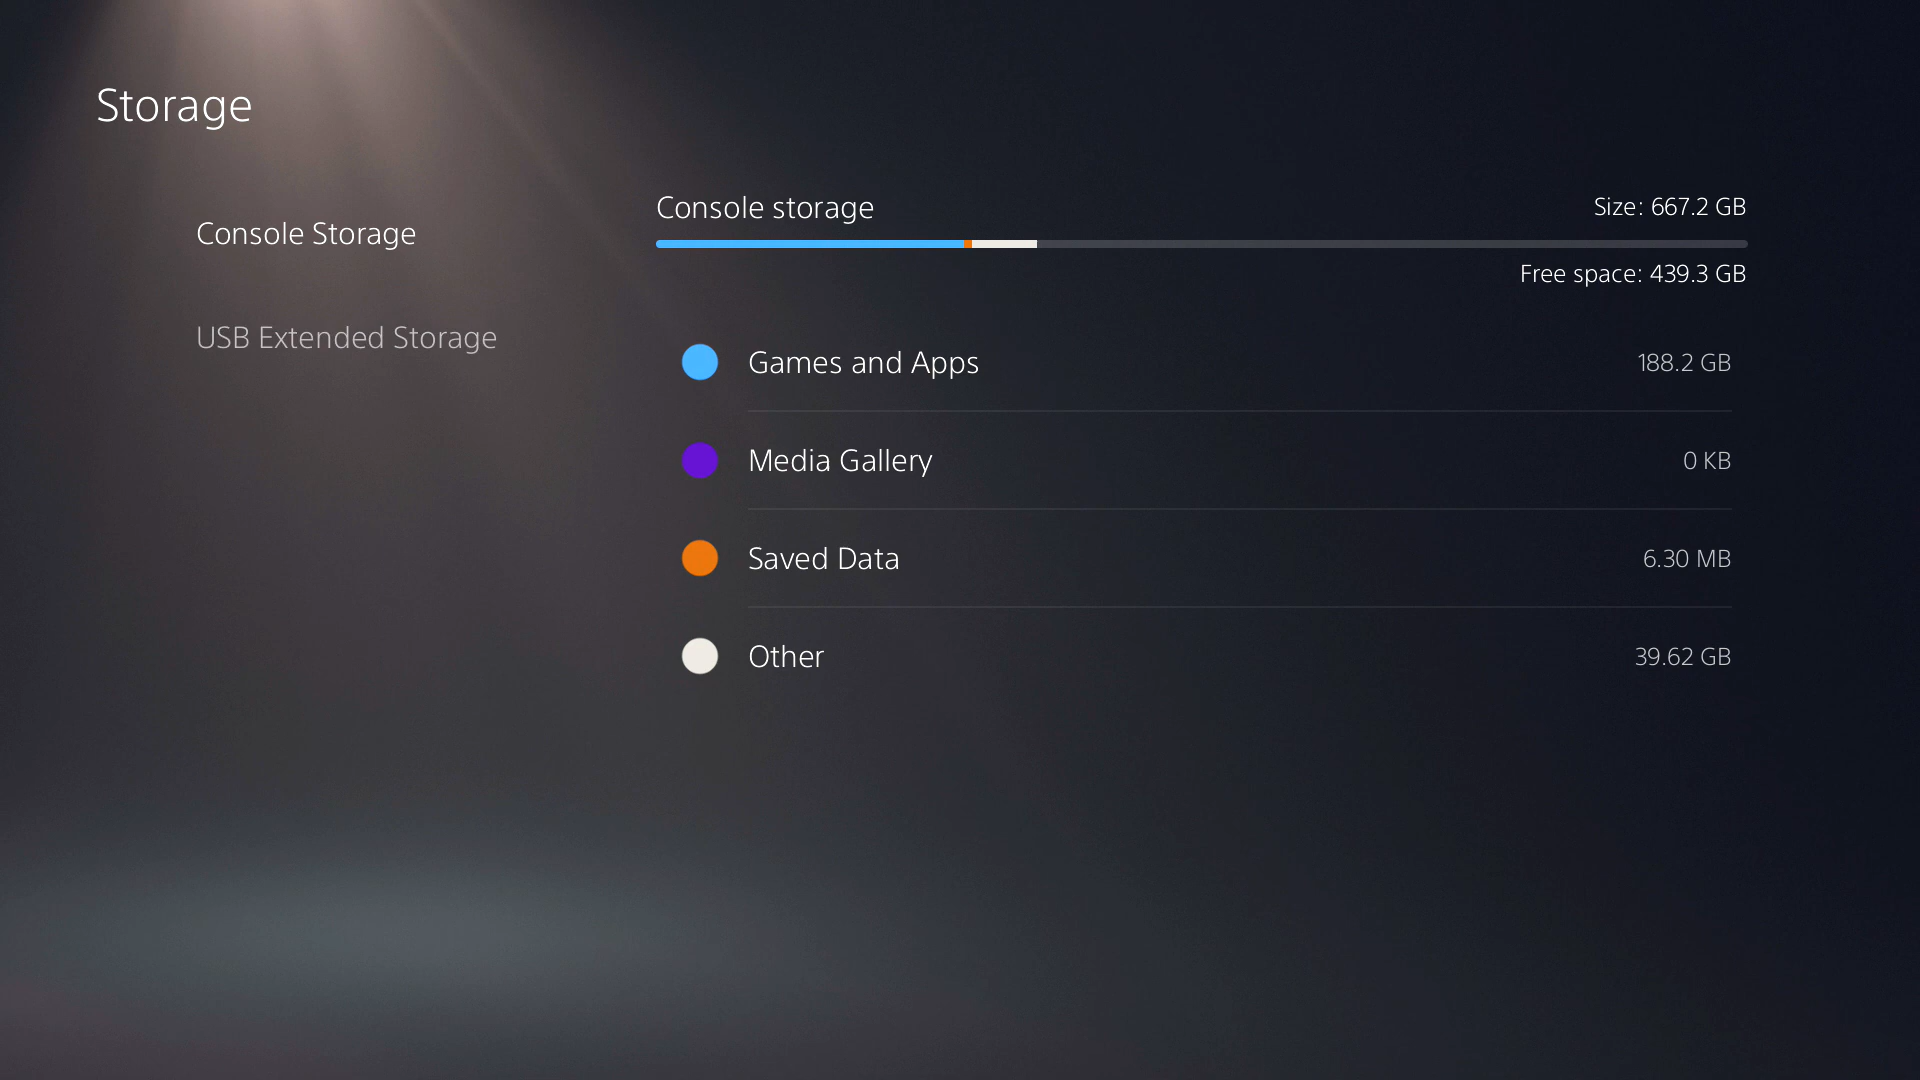 Storage
Console Storage
USB Extended Storage
Console storage
Size: 667.2 GB
Free space: 439.3 GB
Games and Apps
188.2 GB
Media Gallery
0 KB
Saved Data
6.30 MB
Other
39.62 GB